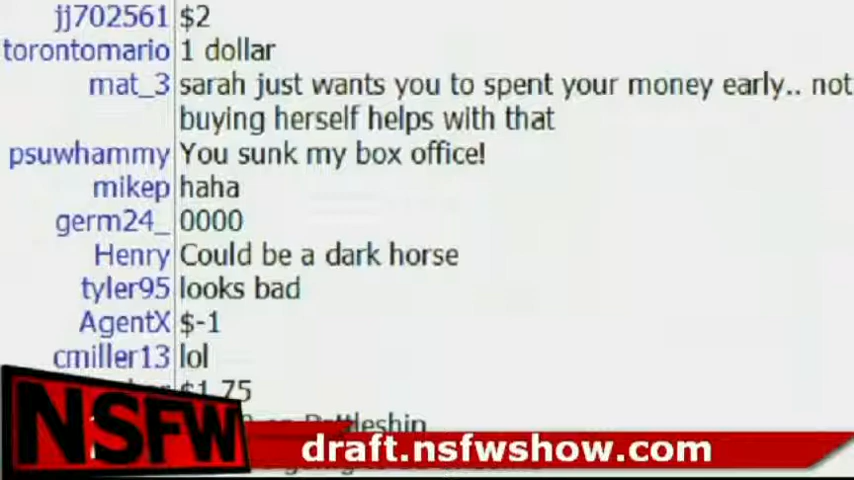 jj702561 $2
torontomario 1 dollar
mat_3 sarah just wants you to spent your money early.. not
buying herself helps with that
psuwhammy You sunk my box office!
mikep haha
germ24_ 0000
Henry Could be a dark horse
tyler95 looks bad
AgentX $-1
cmiller13 lol
$1.75
Battleship
NSFW
draft.nsfwshow.com